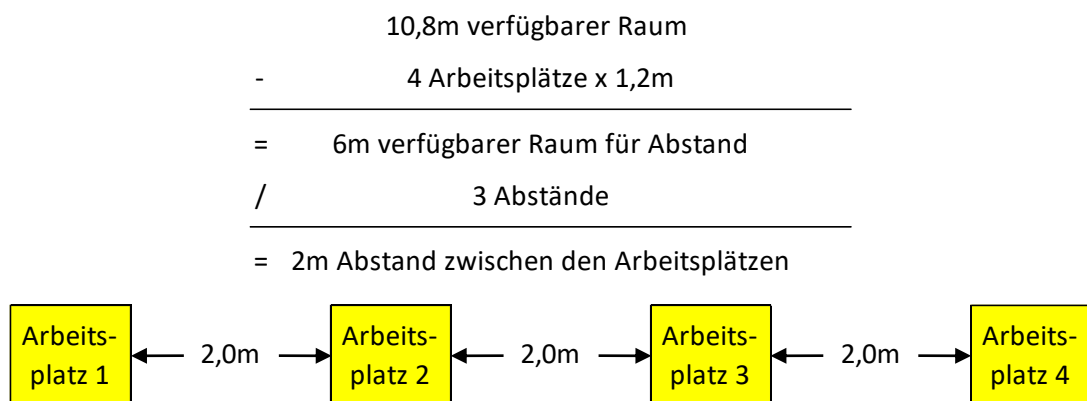 10,8m verfügbarer Raum
- 4 Arbeitsplätze x 1,2m
= 6m verfügbarer Raum für Abstand
/ 3 Abstände
= 2m Abstand zwischen den Arbeitsplätzen
Arbeits-
platz 1
2,0m
Arbeits-
platz 2
2,0m
Arbeits-
platz 3
2,0m
Arbeits-
platz 4